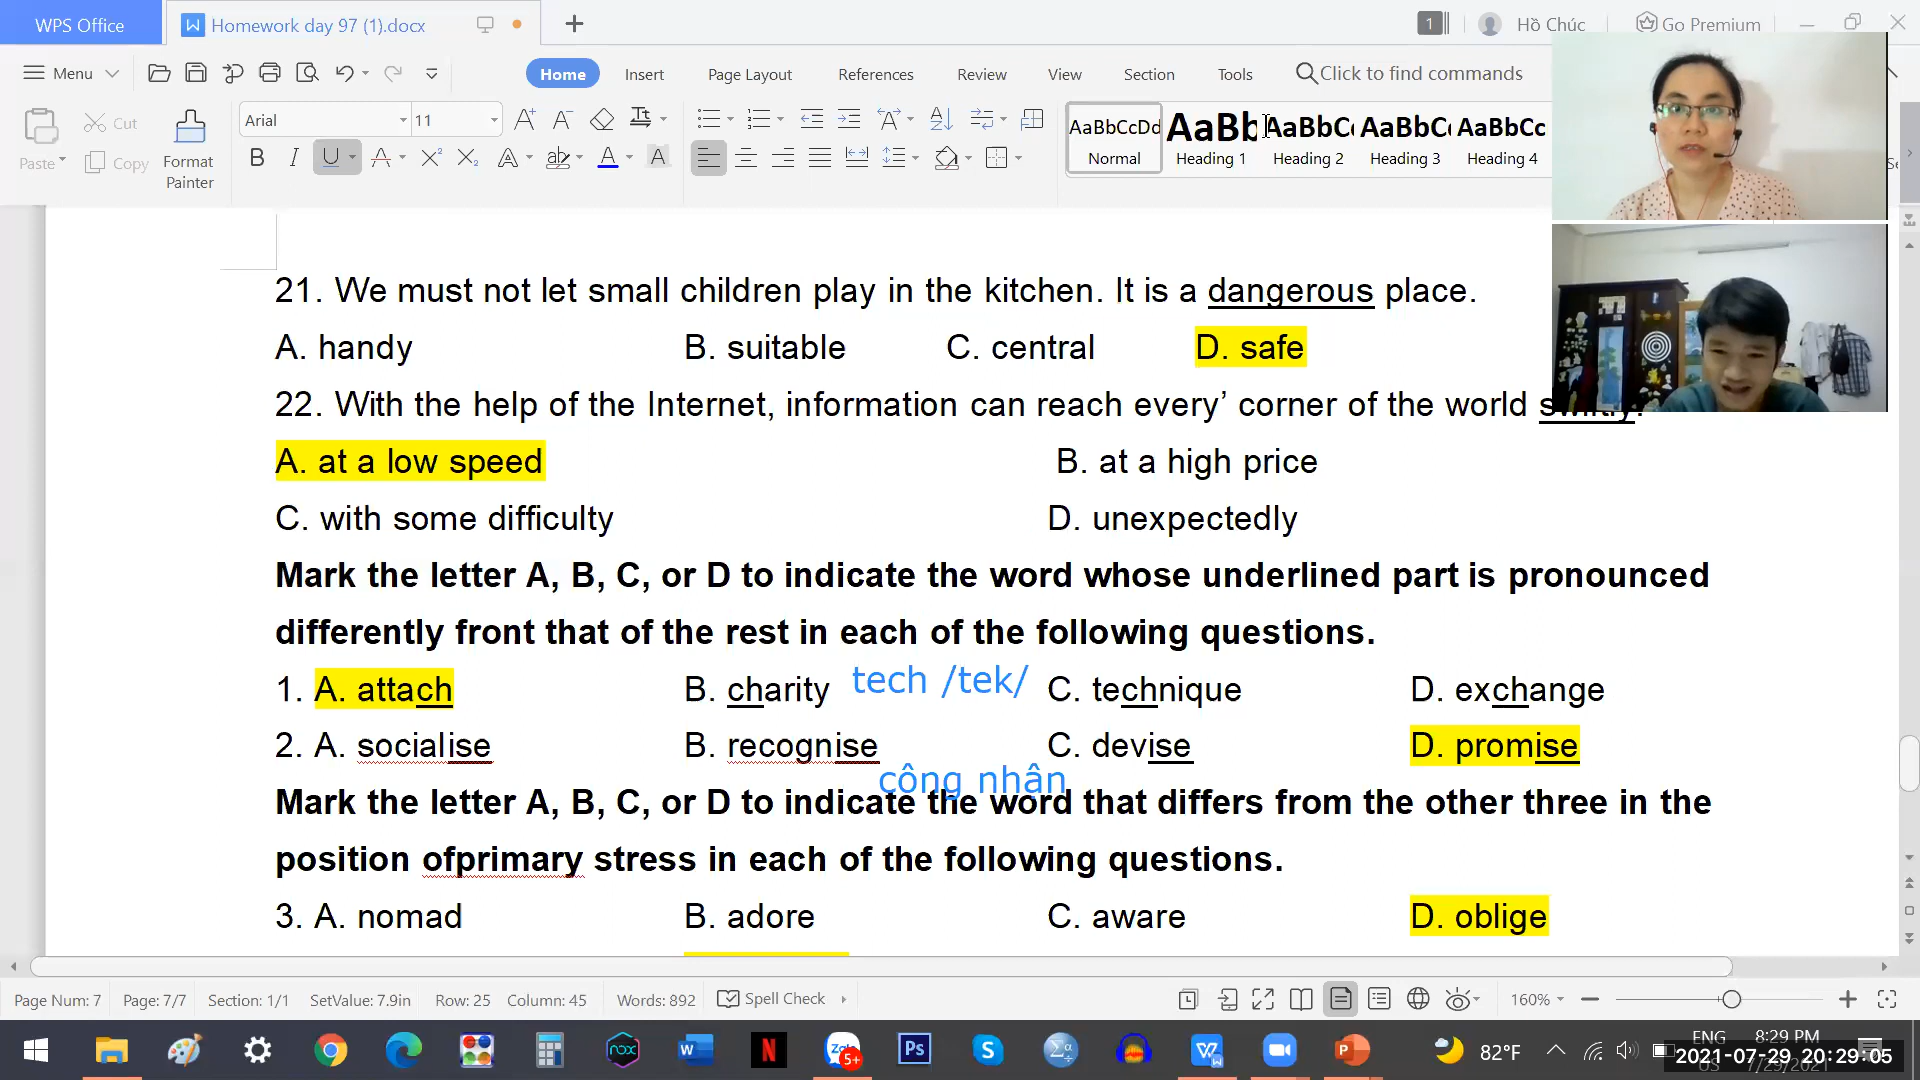 WPS Office
Homework day 97 (1).docx
1
Hồ Chúc
Go Premium
Menu
Home
Insert
Page Layout
References
Review
View
Section
Tools
Click to find commands
Paste
Cut
Copy
Format
Painter
Arial
11
AaBbCcDd
Normal
AaBb
Heading 1
AaBbC
Heading 2
AaBbC
Heading 3
AaBbCc
Heading 4
21. We must not let small children play in the kitchen. It is a dangerous place.
A. handy B. suitable C. central D. safe
22. With the help of the Internet, information can reach every’ corner of the world swiftly.
A. at a low speed B. at a high price
C. with some difficulty D. unexpectedly
Mark the letter A, B, C, or D to indicate the word whose underlined part is pronounced
differently front that of the rest in each of the following questions.
tech /tek/
1. A. attach B. charity C. technique D. exchange
2. A. socialise B. recognise C. devise D. promise
công nhận
Mark the letter A, B, C, or D to indicate the word that differs from the other three in the
position ofprimary stress in each of the following questions.
3. A. nomad B. adore C. aware D. oblige
Page Num: 7 Page: 7/7 Section: 1/1 SetValue: 7.9in Row: 25 Column: 45 Words: 892 Spell Check
160%
82°F
ENG
US
8:29 PM
7/29/2021
2021-07-29 20:29:05